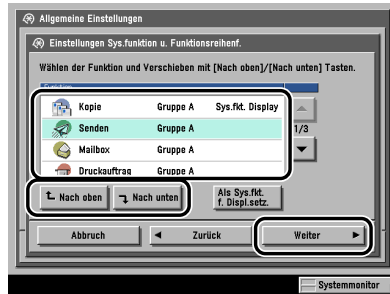 Allgemeine Einstellungen
Einstellungen Sys.funktion u. Funktionsreihenf.
Wählen der Funktion und Verschieben mit [Nach oben]/[Nach unten] Tasten.
Funktion
Kopie Gruppe A Sys.fkt. Display
Senden Gruppe A
1/3
Mailbox Gruppe A
Druckauftrag Gruppe A
Nach oben Nach unten Als Sys.fkt.
f. Displ.setz.
Abbruch Zurück Weiter
Systemmonitor